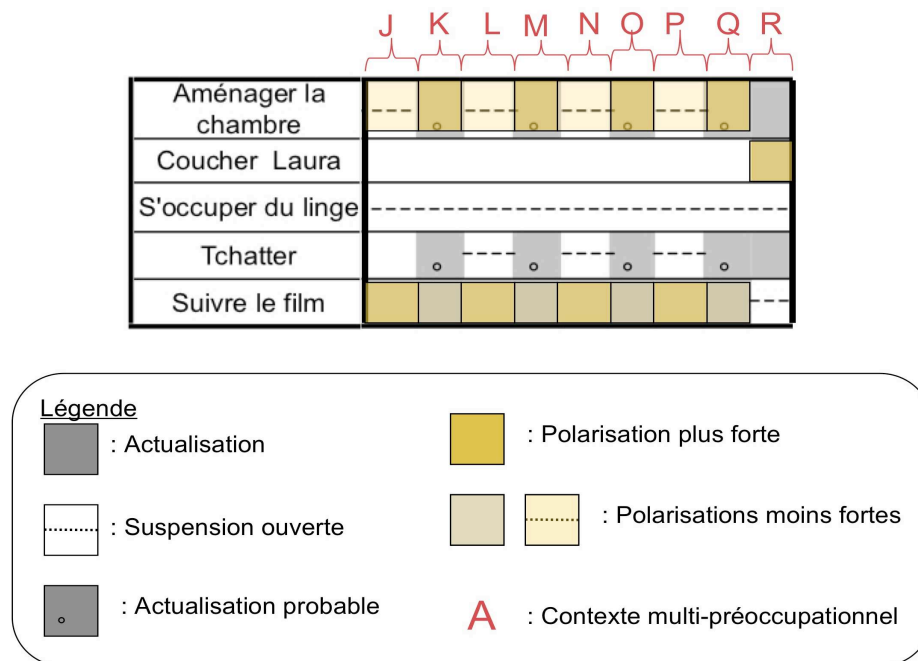 J K L M N O P Q R
Aménager la
chambre
Coucher Laura
S'occuper du linge
Tchatter
Suivre le film
Légende
: Actualisation
: Polarisation plus forte
: Suspension ouverte
: Polarisations moins fortes
: Actualisation probable
A : Contexte multi-préoccupationnel